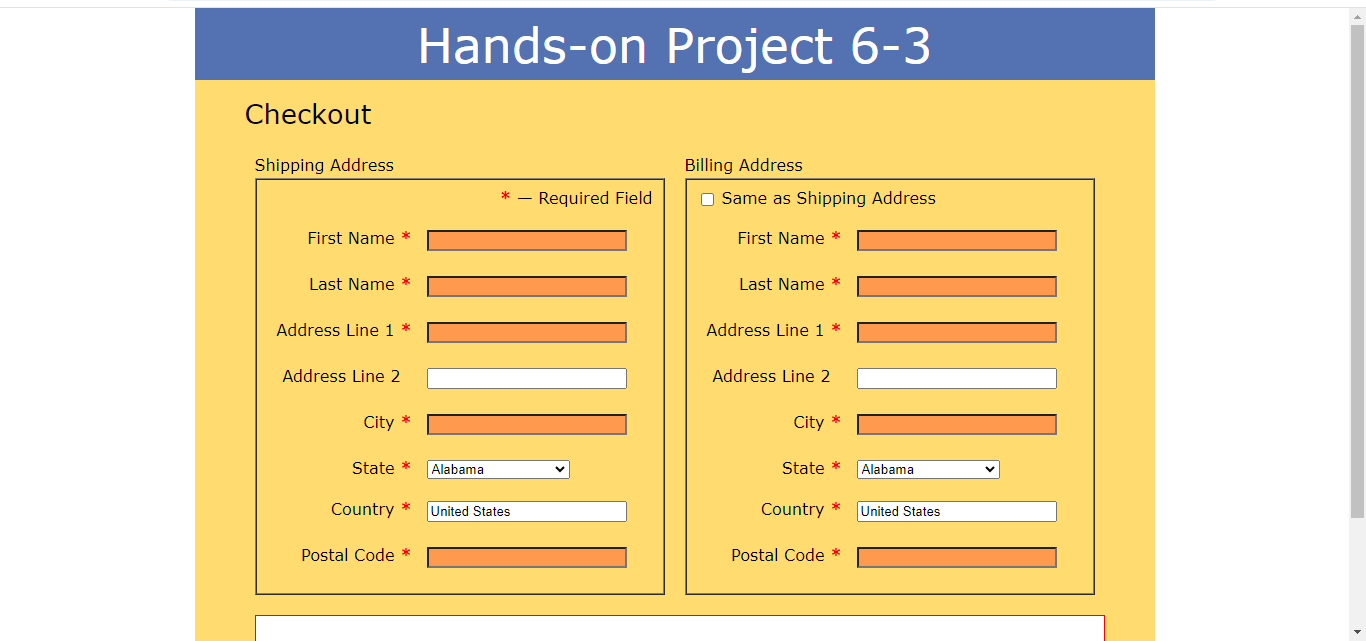 Hands-on Project 6-3
Checkout
Shipping Address
* — Required Field
First Name *
Last Name *
Address Line 1 *
Address Line 2
City *
State * Alabama
Country * United States
Postal Code *
Billing Address
Same as Shipping Address
First Name *
Last Name *
Address Line 1 *
Address Line 2
City *
State * Alabama
Country * United States
Postal Code *